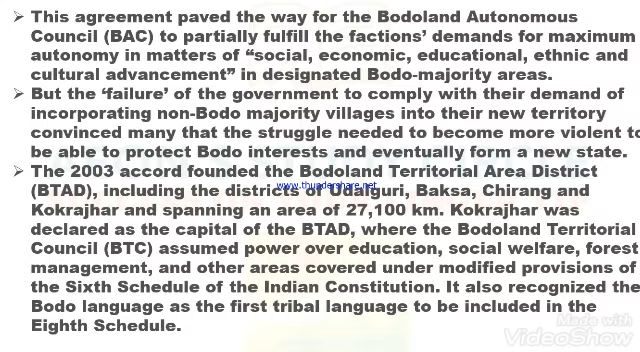 ➤ This agreement paved the way for the Bodoland Autonomous
Council (BAC) to partially fulfill the factions’ demands for maximum
autonomy in matters of “social, economic, educational, ethnic and
cultural advancement” in designated Bodo-majority areas.
➤ But the ‘failure’ of the government to comply with their demand of
incorporating non-Bodo majority villages into their new territory
convinced many that the struggle needed to become more violent to
be able to protect Bodo interests and eventually form a new state.
➤ The 2003 accord founded the Bodoland Territorial Area District
www.thundershare.net
(BTAD), including the districts of Udalguri, Baksa, Chirang and
Kokrajhar and spanning an area of 27,100 km. Kokrajhar was
declared as the capital of the BTAD, where the Bodoland Territorial
Council (BTC) assumed power over education, social welfare, forest
management, and other areas covered under modified provisions of
the Sixth Schedule of the Indian Constitution. It also recognized the
Bodo language as the first tribal language to be included in the
Eighth Schedule.
Made with
VideoShow